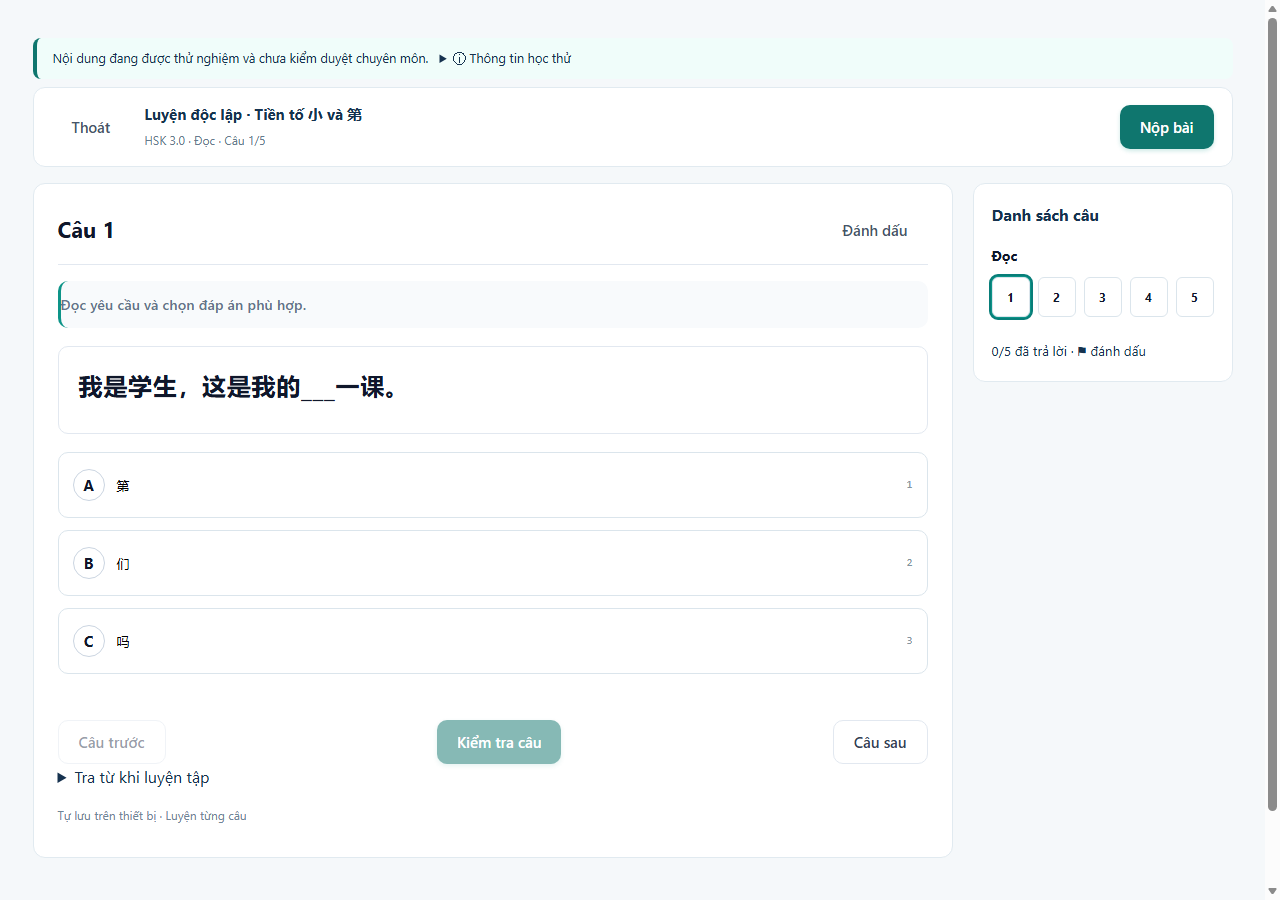 Nội dung đang được thử nghiệm và chưa kiểm duyệt chuyên môn. ▶ ⓘ Thông tin học thử
Thoát
Luyện độc lập · Tiền tố 小 và 第
HSK 3.0 · Đọc · Câu 1/5
Nộp bài
Câu 1
Đánh dấu
Đọc yêu cầu và chọn đáp án phù hợp.
我是学生，这是我的___一课。
A 第 1
B 们 2
C 吗 3
Câu trước
Kiểm tra câu
Câu sau
▶ Tra từ khi luyện tập
Tự lưu trên thiết bị · Luyện từng câu
Danh sách câu
Đọc
1 2 3 4 5
0/5 đã trả lời · ⚑ đánh dấu